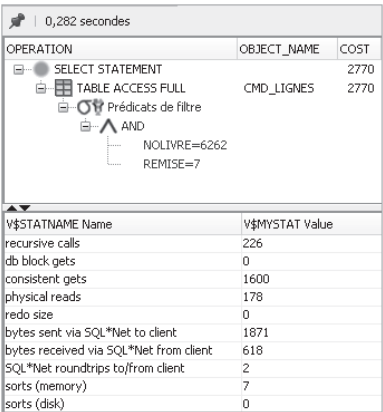 0,282 secondes
OPERATION OBJECT_NAME COST
SELECT STATEMENT 2770
TABLE ACCESS FULL CMD_LIGNES 2770
Prédicats de filtre
AND
NOLIVRE=6262
REMISE=7
V$STATNAME Name V$MYSTAT Value
recursive calls 226
db block gets 0
consistent gets 1600
physical reads 178
redo size 0
bytes sent via SQL*Net to client 1871
bytes received via SQL*Net from client 618
SQL*Net roundtrips to/from client 2
sorts (memory) 7
sorts (disk) 0